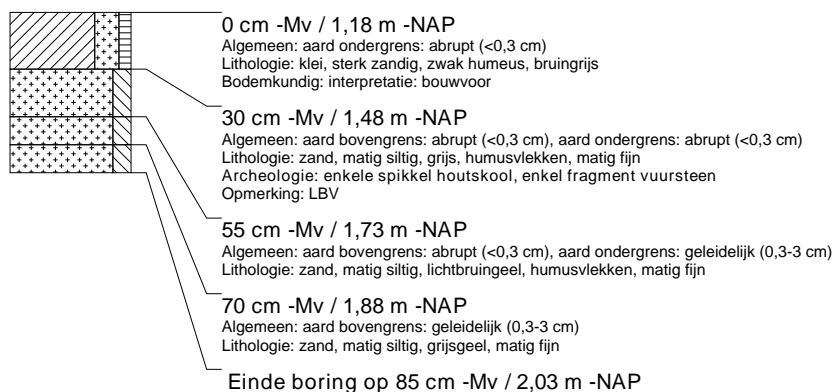 0 cm -Mv / 1,18 m -NAP
Algemeen: aard ondergrens: abrupt (<0,3 cm)
Lithologie: klei, sterk zandig, zwak humeus, bruingrijs
Bodemkundig: interpretatie: bouwvoor
30 cm -Mv / 1,48 m -NAP
Algemeen: aard bovengrens: abrupt (<0,3 cm), aard ondergrens: abrupt (<0,3 cm)
Lithologie: zand, matig siltig, grijs, humusvlekken, matig fijn
Archeologie: enkele spikkel houtskool, enkel fragment vuursteen
Opmerking: LBV
55 cm -Mv / 1,73 m -NAP
Algemeen: aard bovengrens: abrupt (<0,3 cm), aard ondergrens: geleidelijk (0,3-3 cm)
Lithologie: zand, matig siltig, lichtbruingeel, humusvlekken, matig fijn
70 cm -Mv / 1,88 m -NAP
Algemeen: aard bovengrens: geleidelijk (0,3-3 cm)
Lithologie: zand, matig siltig, grijsgeel, matig fijn
Einde boring op 85 cm -Mv / 2,03 m -NAP